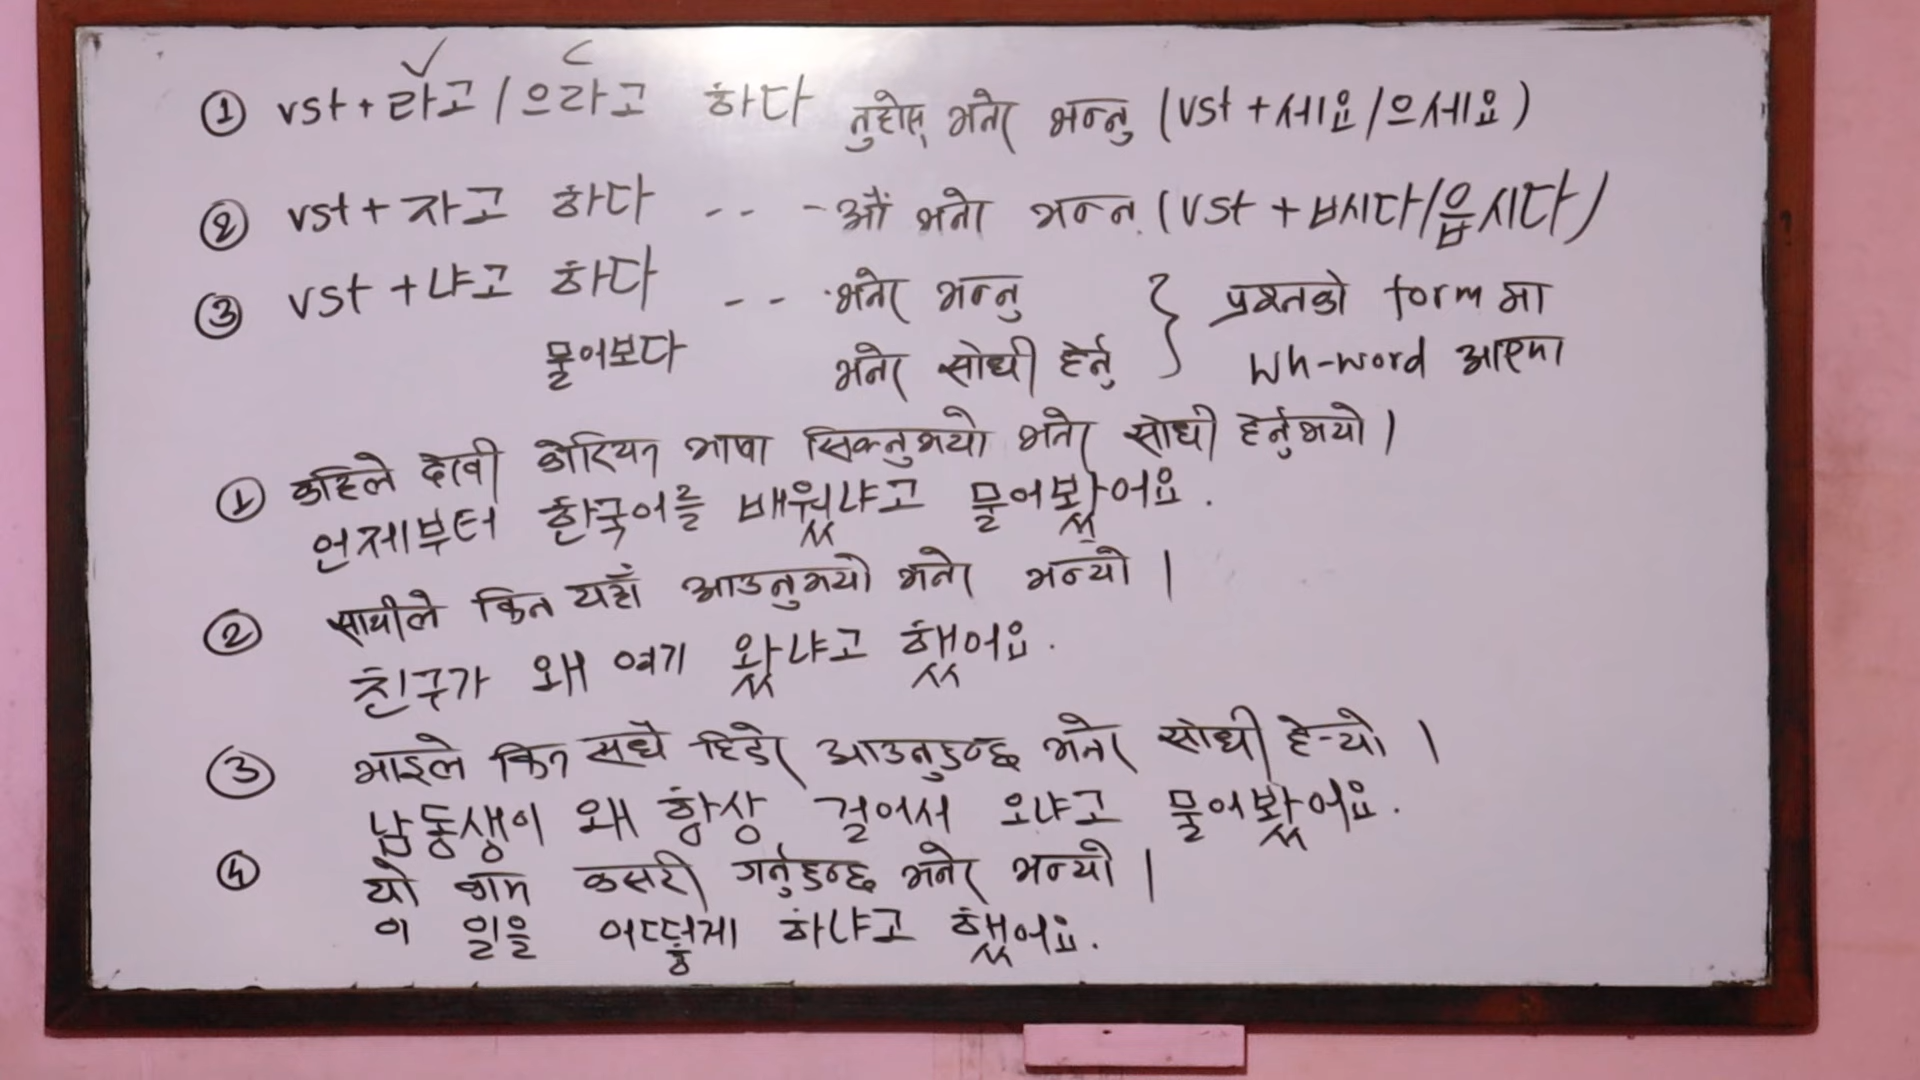 ① vst + 라고 / 으라고 하다 नुहोस् भनेर भन्नु (vst + 세요/으세요)
② vst + 자고 하다 -- - औं भनेर भन्नु (vst + ㅂ시다/읍시다)
③ vst + 냐고 하다 -- · भनेर भन्नु } प्रश्नको form मा
물어보다 भनेर सोधी हेर्नु wh-word आएमा
① कहिले देखी कोरियन भाषा सिक्नुभयो भनेर सोधी हेर्नुभयो।
언제부터 한국어를 배웠냐고 물어봤어요.
② साथीले किन यहाँ आउनुभयो भनेर भन्यो।
친구가 왜 여기 왔냐고 했어요.
③ भाइले किन सधै हिडेर आउनुहुन्छ भनेर सोधी हेर्‍यो।
남동생이 왜 항상 걸어서 오냐고 물어봤어요.
④ यो काम कसरी गर्नुहुन्छ भनेर भन्यो।
이 일을 어떻게 하냐고 했어요.